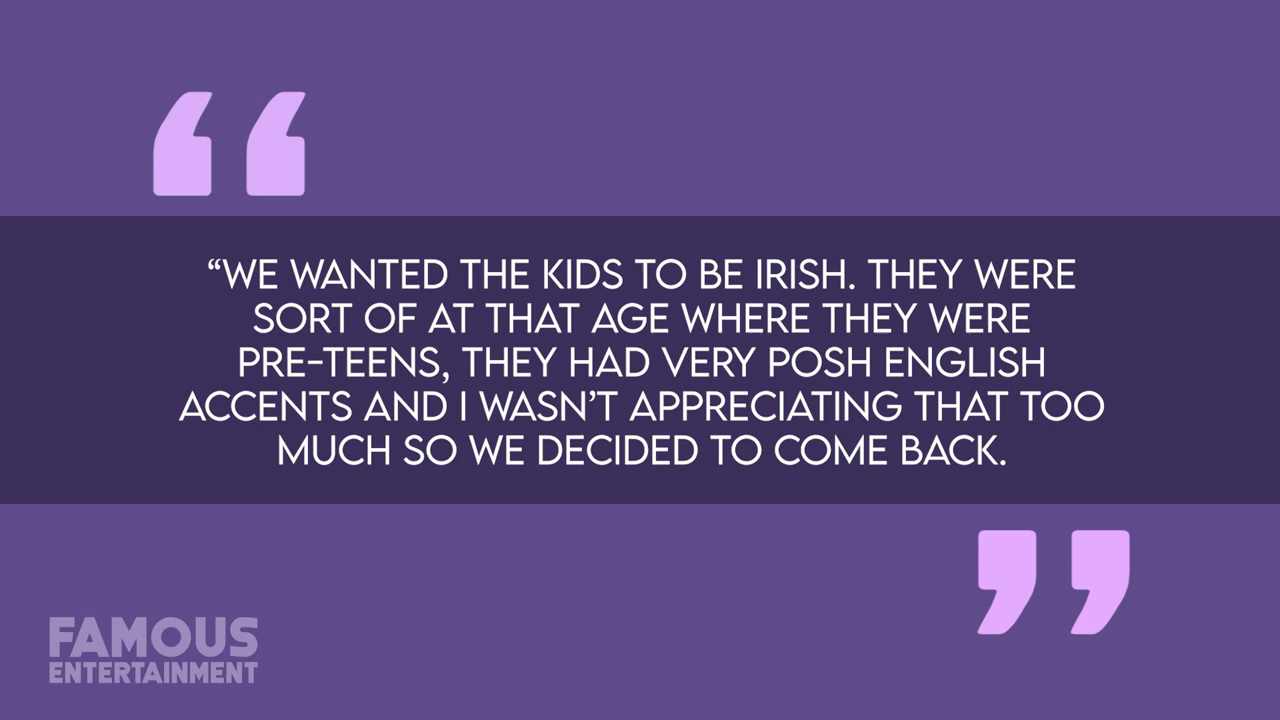 “WE WANTED THE KIDS TO BE IRISH. THEY WERE
SORT OF AT THAT AGE WHERE THEY WERE
PRE-TEENS, THEY HAD VERY POSH ENGLISH
ACCENTS AND I WASN’T APPRECIATING THAT TOO
MUCH SO WE DECIDED TO COME BACK.
FAMOUS
ENTERTAINMENT